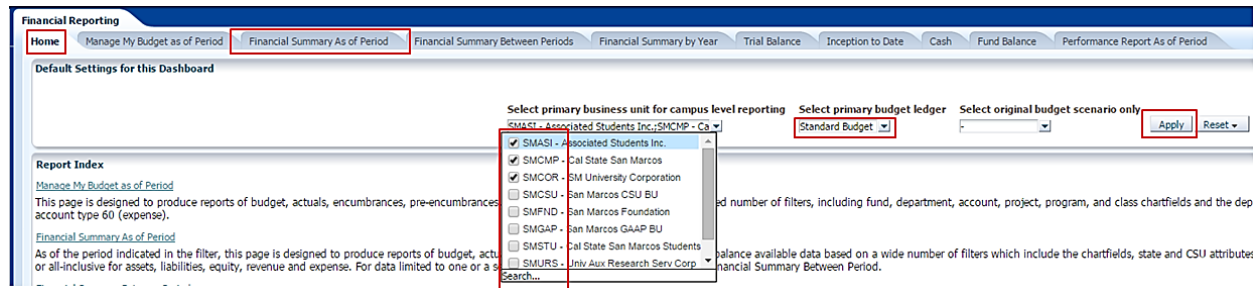 Financial Reporting
Home Manage My Budget as of Period Financial Summary As of Period Financial Summary Between Periods Financial Summary by Year Trial Balance Inception to Date Cash Fund Balance Performance Report As of Period
Default Settings for this Dashboard
Select primary business unit for campus level reporting Select primary budget ledger Select original budget scenario only
SMASI - Associated Students Inc.;SMCMP - Ca Standard Budget - Apply Reset
SMASI - Associated Students Inc.
SMCMP - Cal State San Marcos
SMCOR - SM University Corporation
SMCSU - San Marcos CSU BU
SMFND - San Marcos Foundation
SMGAP - San Marcos GAAP BU
SMSTU - Cal State San Marcos Students
SMURS - Univ Aux Research Serv Corp
Search...
Report Index
Manage My Budget as of Period
This page is designed to produce reports of budget, actuals, encumbrances, pre-encumbrances ed number of filters, including fund, department, account, project, program, and class chartfields and the dep
account type 60 (expense).
Financial Summary As of Period
As of the period indicated in the filter, this page is designed to produce reports of budget, actu balance available data based on a wide number of filters which include the chartfields, state and CSU attributes
or all-inclusive for assets, liabilities, equity, revenue and expense. For data limited to one or a s nancial Summary Between Period.